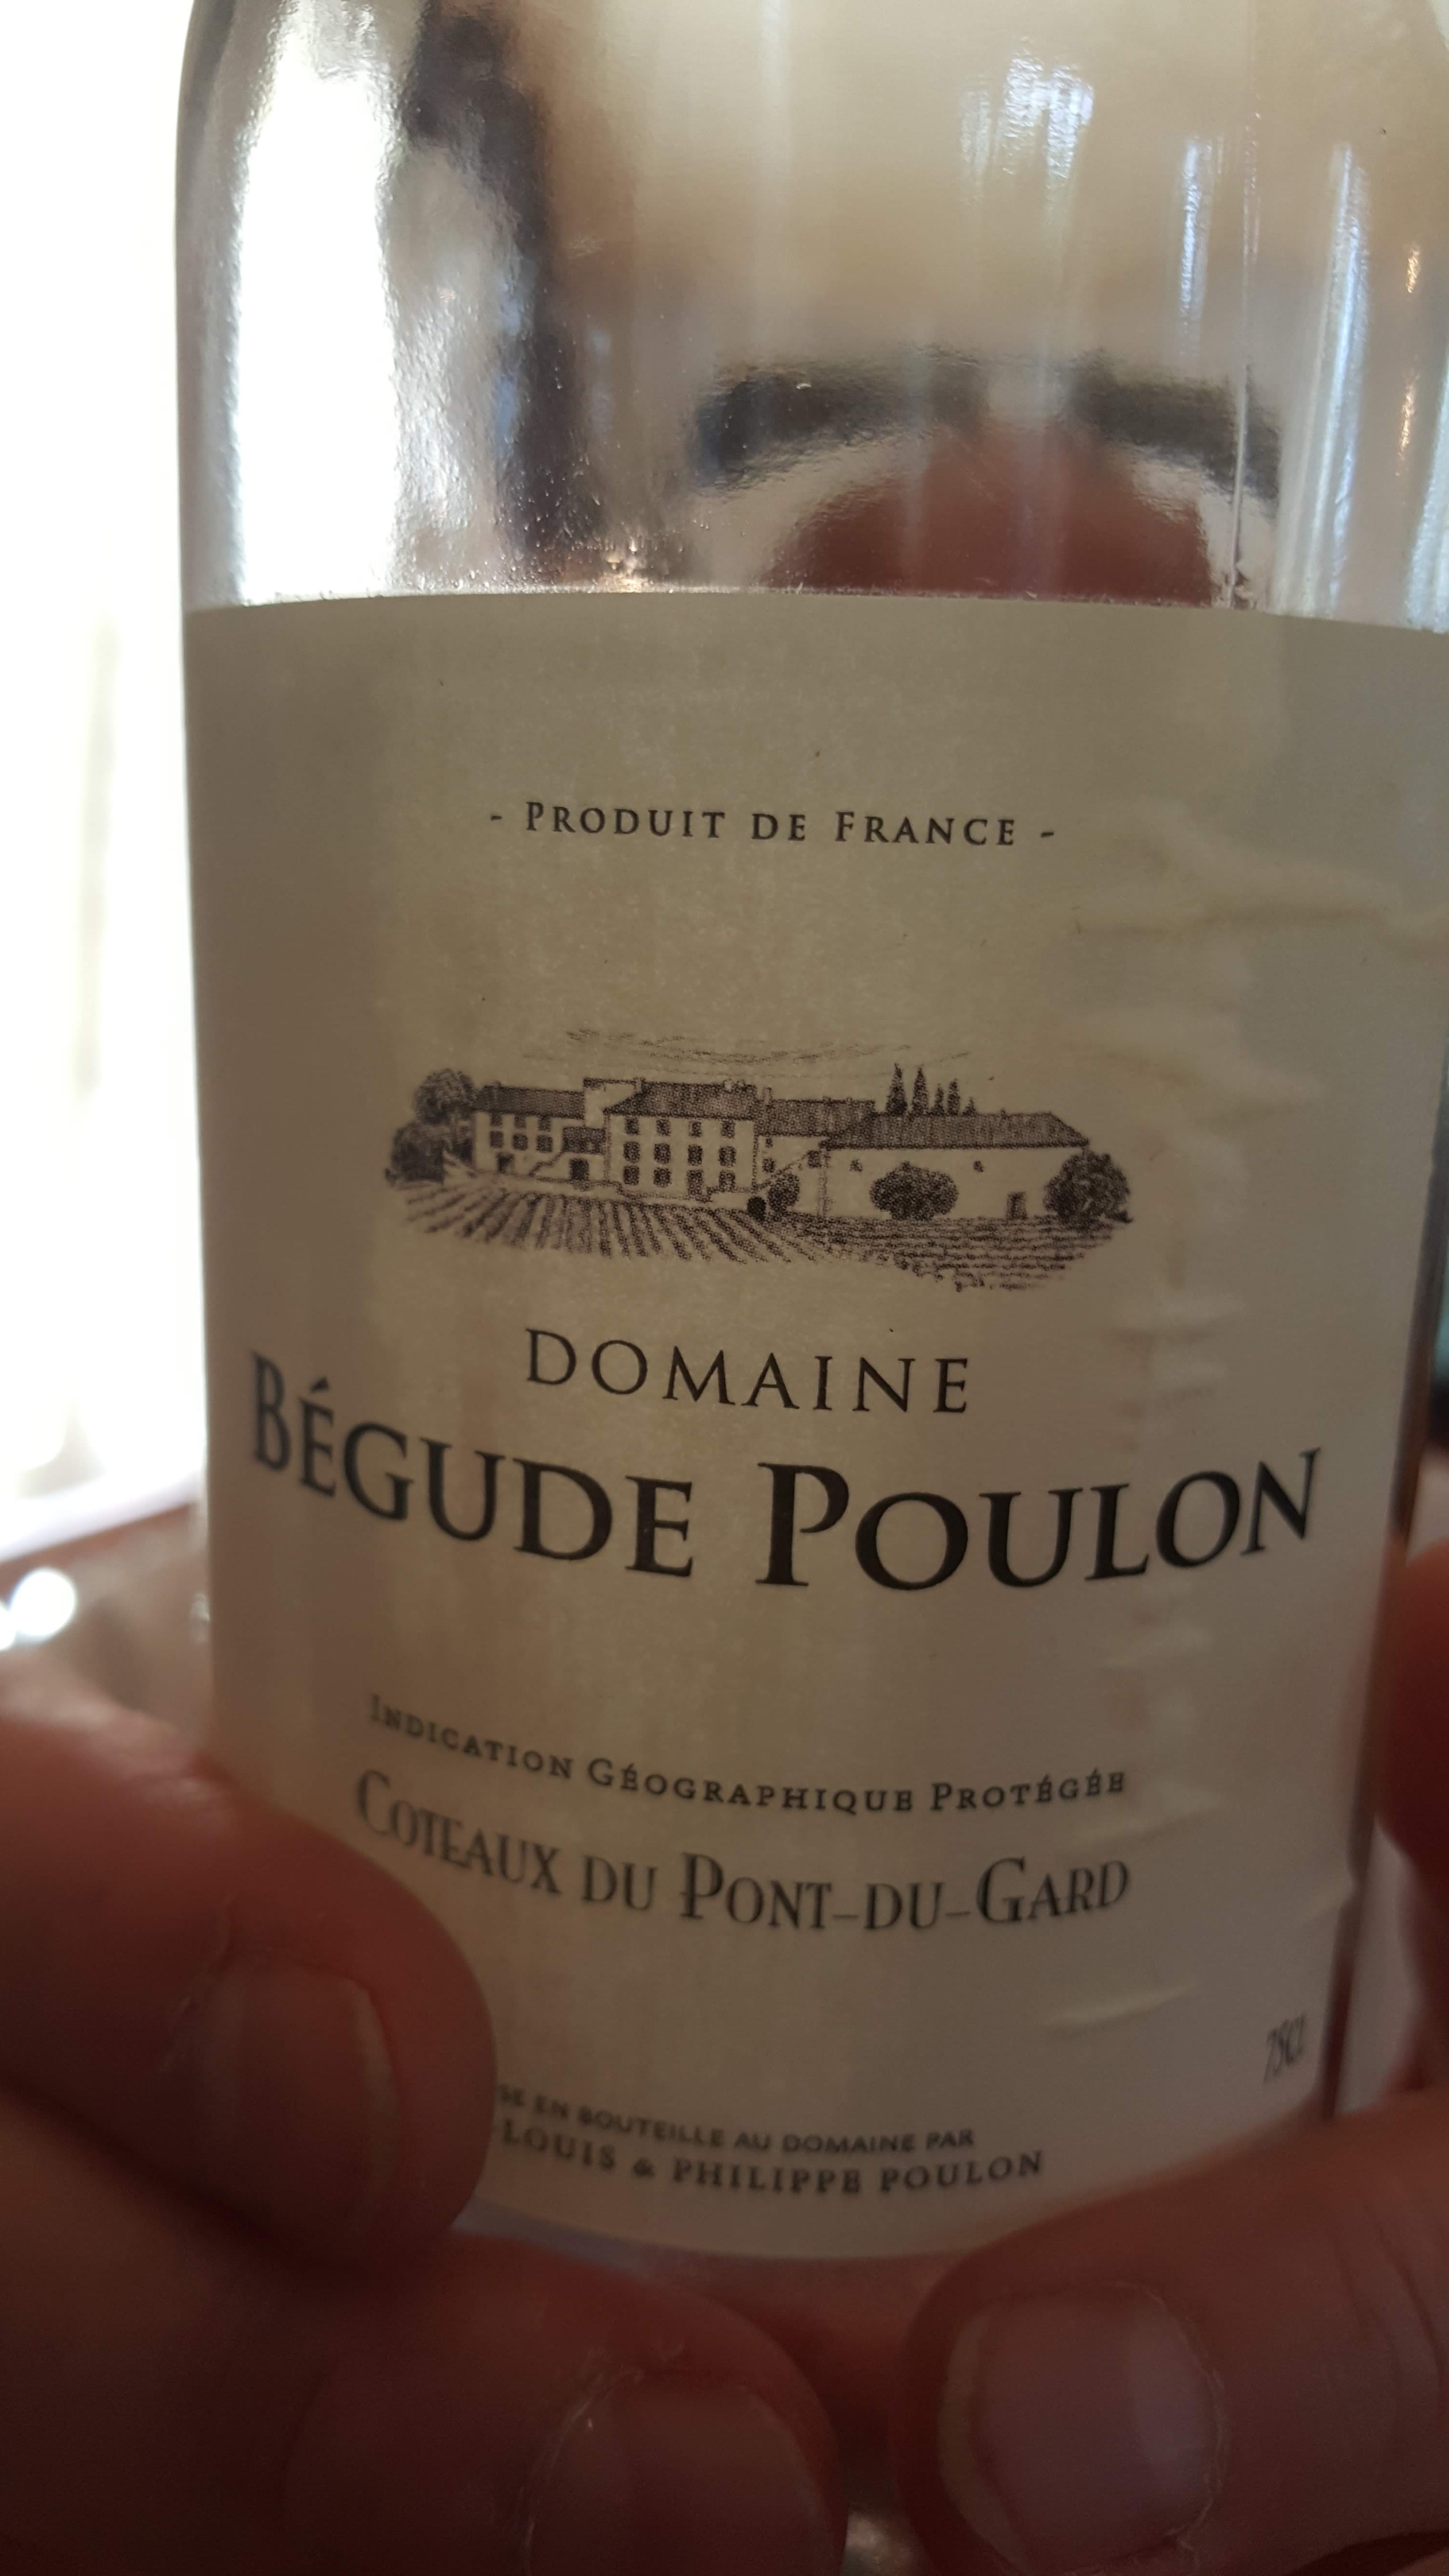 - PRODUIT DE FRANCE -
DOMAINE
BÉGUDE POULON
INDICATION GÉOGRAPHIQUE PROTÉGÉE
COTEAUX DU PONT-DU-GARD
75CL
EN BOUTEILLE AU DOMAINE PAR
LOUIS & PHILIPPE POULON